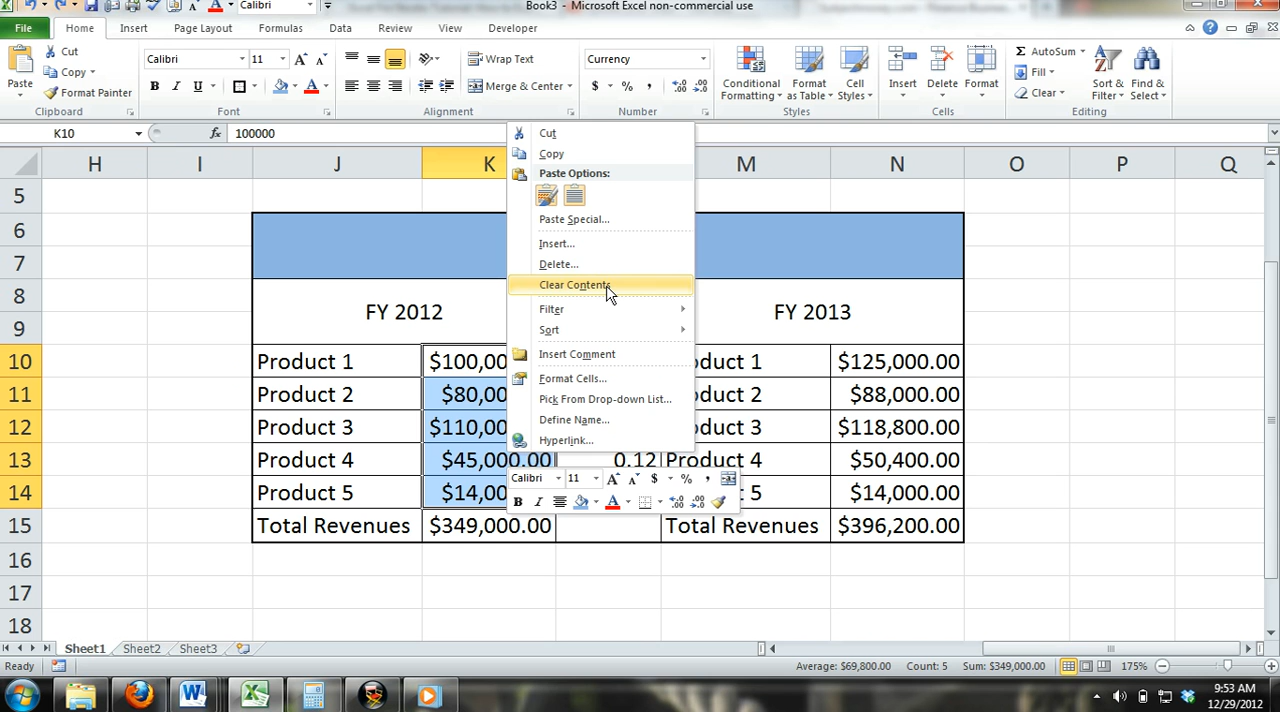 Calibri
Book3 - Microsoft Excel non-commercial use
File Home Insert Page Layout Formulas Data Review View Developer
Paste Cut Copy Format Painter
Calibri 11
Wrap Text
Merge & Center
Currency
$ % ,
Conditional Formatting Format as Table Cell Styles
Insert Delete Format
Σ AutoSum
Fill
Clear
Sort & Filter Find & Select
Clipboard Font Alignment Number Styles Cells Editing
K10 fx 100000
H I J K M N O P Q
Cut
Copy
Paste Options:
Paste Special...
Insert...
Delete...
Clear Contents
Filter
Sort
Insert Comment
Format Cells...
Pick From Drop-down List...
Define Name...
Hyperlink...
Calibri 11 A A $ % ,
B I A
5
6
7
8
FY 2012 FY 2013
9
10 Product 1 $100,00 oduct 1 $125,000.00
11 Product 2 $80,00 oduct 2 $88,000.00
12 Product 3 $110,00 oduct 3 $118,800.00
13 Product 4 $45,000.00 0.12 Product 4 $50,400.00
14 Product 5 $14,00 5 $14,000.00
15 Total Revenues $349,000.00 Total Revenues $396,200.00
16
17
18
Sheet1 Sheet2 Sheet3
Ready Average: $69,800.00 Count: 5 Sum: $349,000.00 175%
9:53 AM
12/29/2012